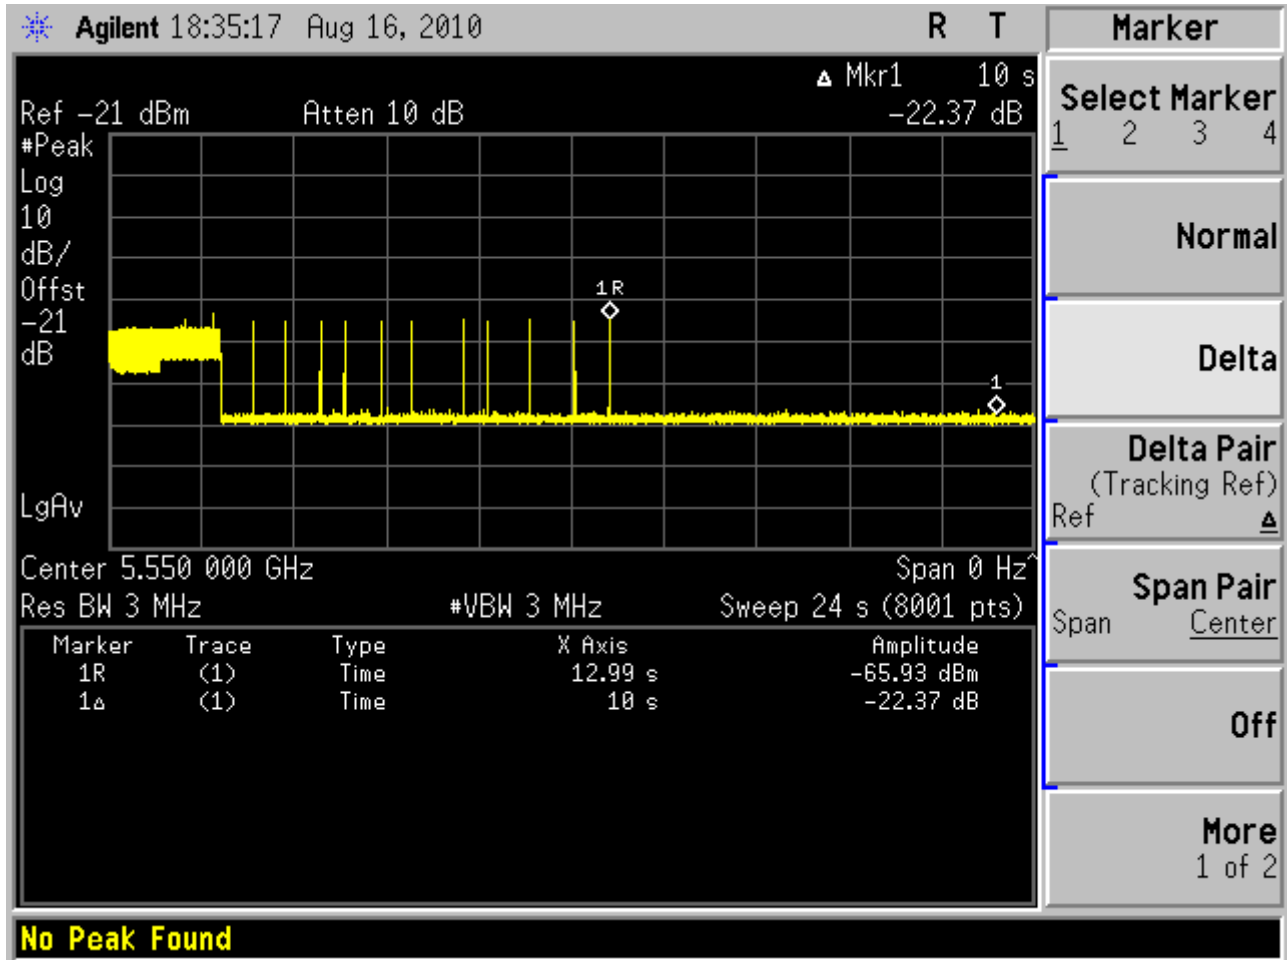 Agilent 18:35:17 Aug 16, 2010 R T
Marker
Δ Mkr1 10 s
Ref -21 dBm Atten 10 dB -22.37 dB
#Peak
Log
10
dB/
Offst
-21
dB
1R
1
LgAv
Center 5.550 000 GHz Span 0 Hz^
Res BW 3 MHz #VBW 3 MHz Sweep 24 s (8001 pts)
Marker Trace Type X Axis Amplitude
1R (1) Time 12.99 s -65.93 dBm
1Δ (1) Time 10 s -22.37 dB
Select Marker
1 2 3 4
Normal
Delta
Delta Pair
(Tracking Ref)
Ref Δ
Span Pair
Span Center
Off
More
1 of 2
No Peak Found